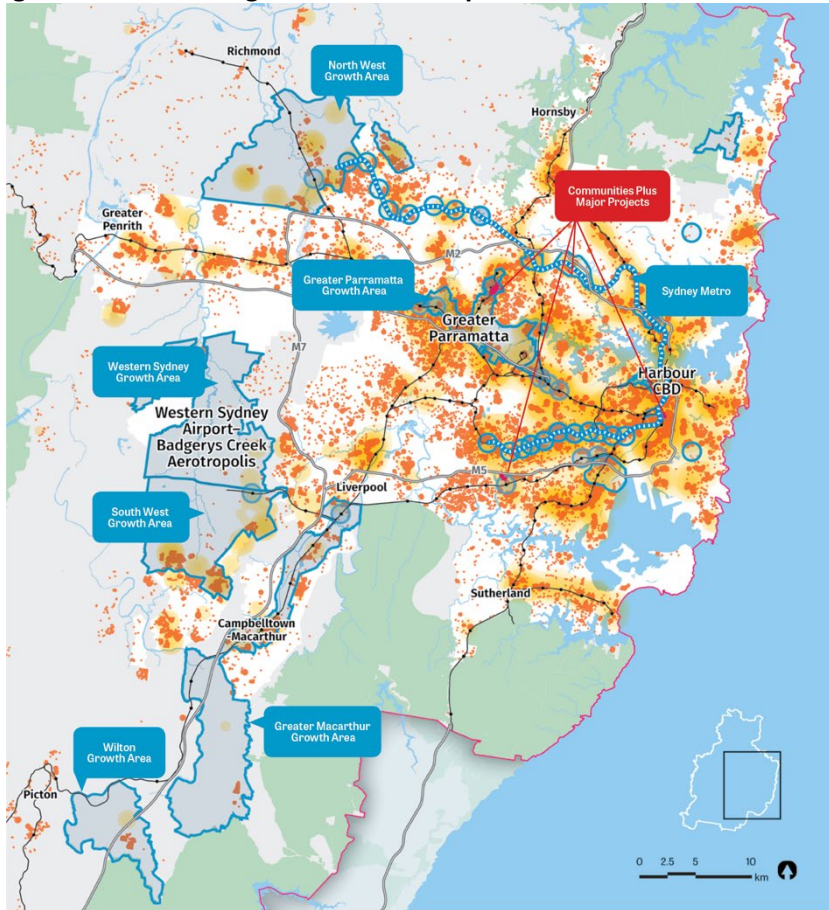 Richmond
North West
Growth Area
Hornsby
Communities Plus
Major Projects
Greater
Penrith
M2
Greater Parramatta
Growth Area
Sydney Metro
Greater
Parramatta
M7
Western Sydney
Growth Area
Harbour
CBD
Western Sydney
Airport–
Badgerys Creek
Aerotropolis
M5
Liverpool
South West
Growth Area
Sutherland
Campbelltown
-Macarthur
Greater Macarthur
Growth Area
Wilton
Growth Area
Picton
0 2.5 5 10
km